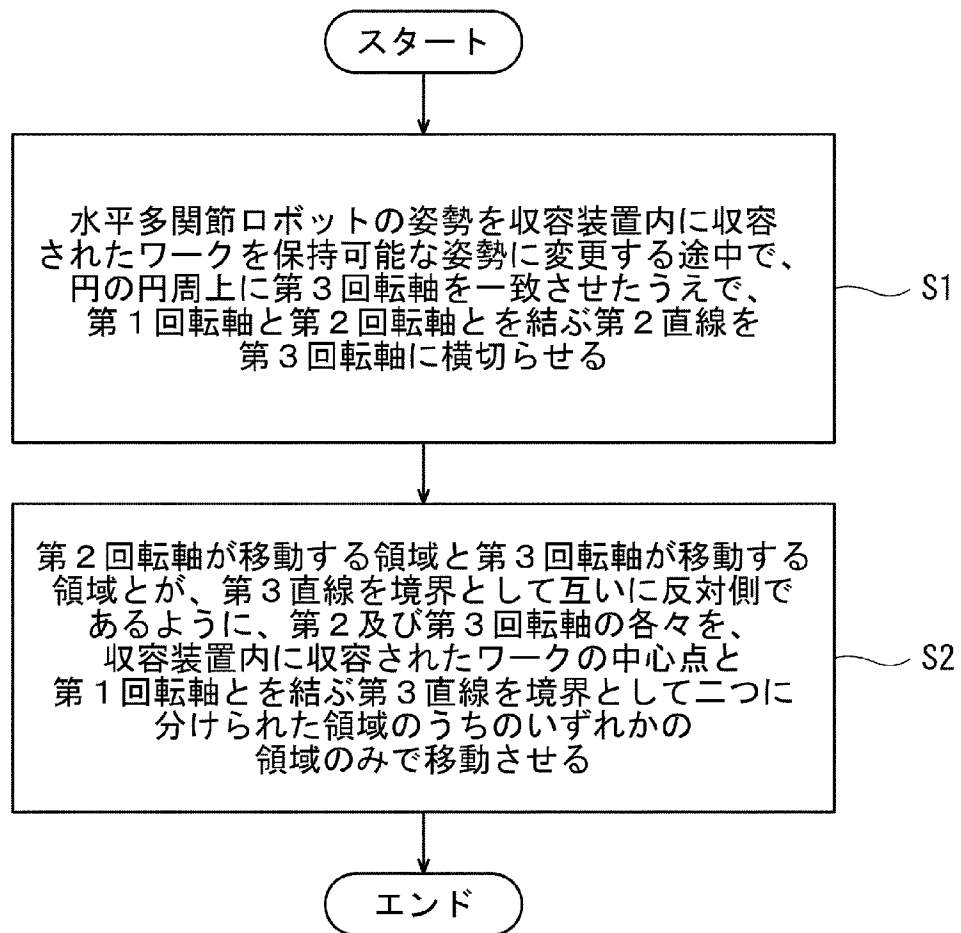 スタート
水平多関節ロボットの姿勢を収容装置内に収容
されたワークを保持可能な姿勢に変更する途中で、
円の円周上に第3回転軸を一致させたうえで、
第1回転軸と第2回転軸とを結ぶ第2直線を
第3回転軸に横切らせる
S1
第2回転軸が移動する領域と第3回転軸が移動する
領域とが、第3直線を境界として互いに反対側で
あるように、第2及び第3回転軸の各々を、
収容装置内に収容されたワークの中心点と
第1回転軸とを結ぶ第3直線を境界として二つに
分けられた領域のうちのいずれかの
領域のみで移動させる
S2
エンド